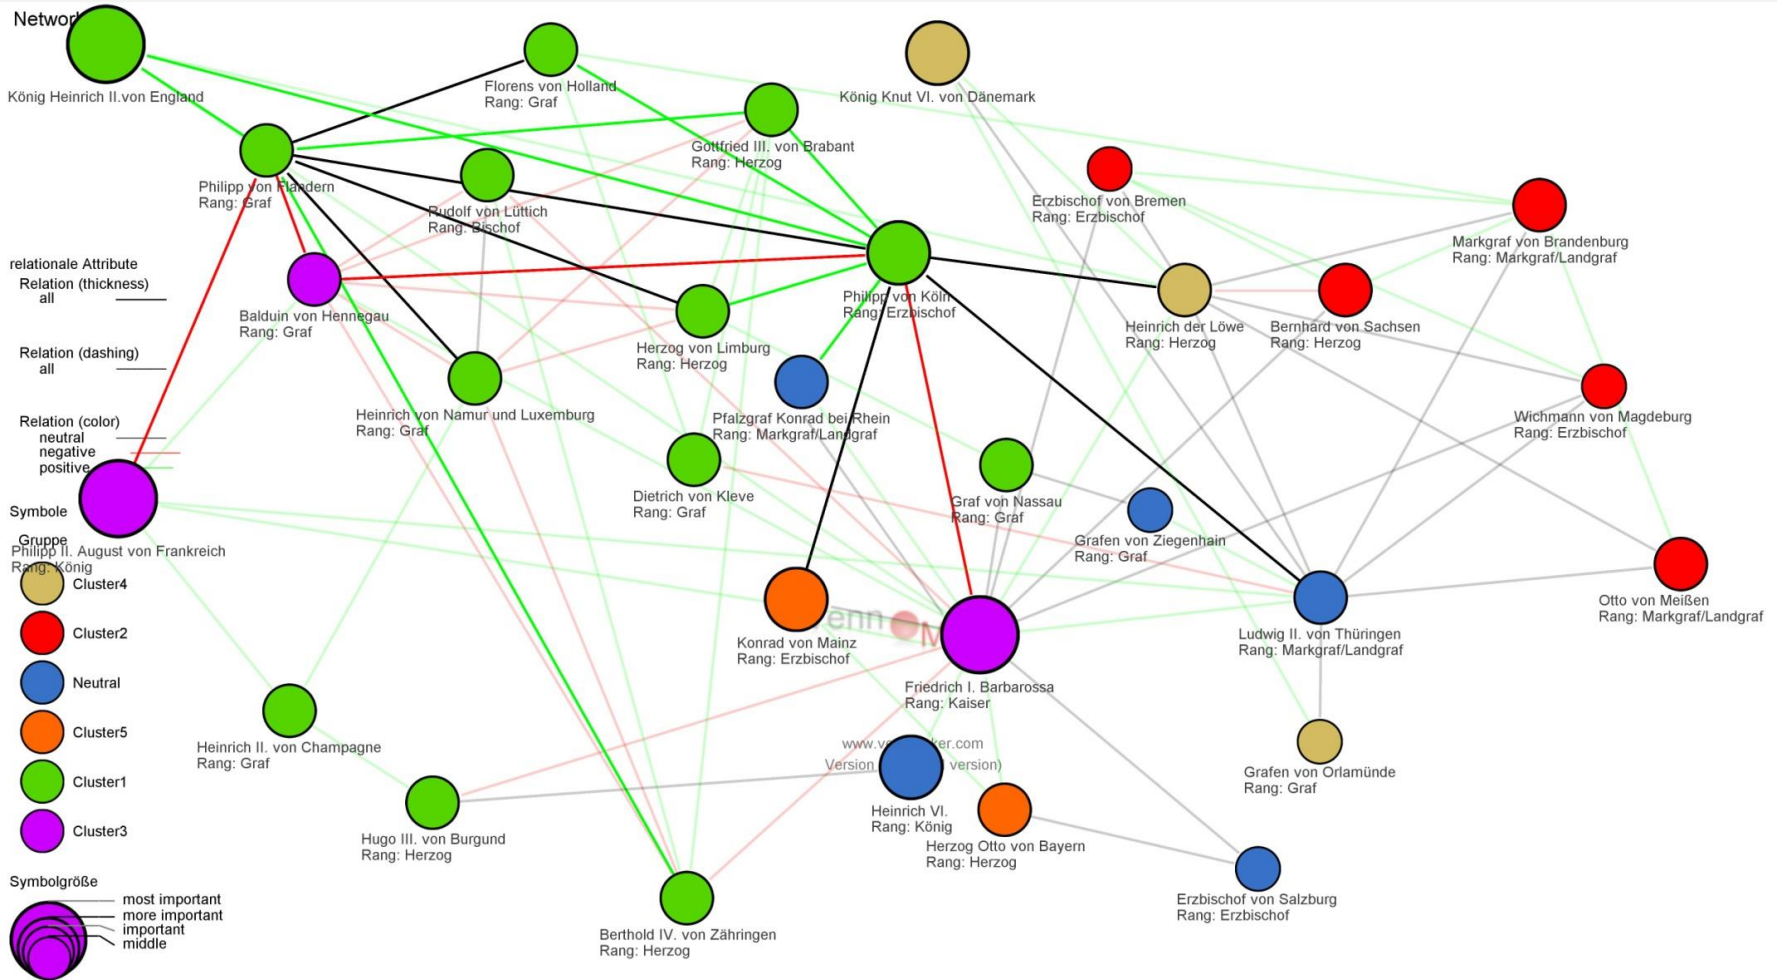 König Heinrich II.von England
Florens von Holland
Rang: Graf
König Knut VI. von Dänemark
Gottfried III. von Brabant
Rang: Herzog
Philipp von Flandern
Rang: Graf
Rudolf von Lüttich
Rang: Bischof
Erzbischof von Bremen
Rang: Erzbischof
Markgraf von Brandenburg
Rang: Markgraf/Landgraf
relationale Attribute
Relation (thickness)
all
Balduin von Hennegau
Rang: Graf
Philipp von Köln
Rang: Erzbischof
Heinrich der Löwe
Rang: Herzog
Bernhard von Sachsen
Rang: Herzog
Relation (dashing)
all
Herzog von Limburg
Rang: Herzog
Heinrich von Namur und Luxemburg
Rang: Graf
Pfalzgraf Konrad bei Rhein
Rang: Markgraf/Landgraf
Wichmann von Magdeburg
Rang: Erzbischof
Relation (color)
neutral
negative
positive
Dietrich von Kleve
Rang: Graf
Graf von Nassau
Rang: Graf
Grafen von Ziegenhain
Rang: Graf
Symbole
Gruppe
Philipp II. August von Frankreich
Rang: König
Cluster4
Cluster2
Neutral
Cluster5
Cluster1
Cluster3
Konrad von Mainz
Rang: Erzbischof
Friedrich I. Barbarossa
Rang: Kaiser
Ludwig II. von Thüringen
Rang: Markgraf/Landgraf
Otto von Meißen
Rang: Markgraf/Landgraf
Heinrich II. von Champagne
Rang: Graf
Grafen von Orlamünde
Rang: Graf
Version version)
Hugo III. von Burgund
Rang: Herzog
Heinrich VI.
Rang: König
Herzog Otto von Bayern
Rang: Herzog
Erzbischof von Salzburg
Rang: Erzbischof
Berthold IV. von Zähringen
Rang: Herzog
Symbolgröße
most important
more important
important
middle